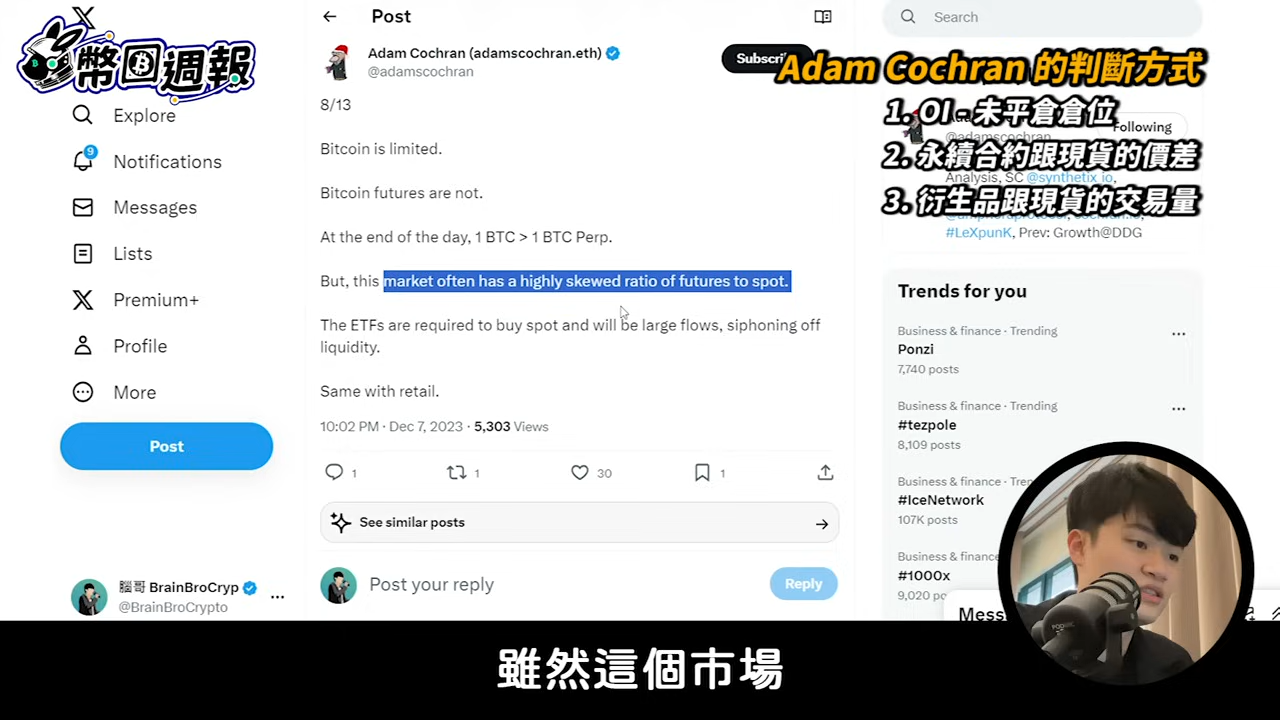 幣回週報
Explore
Notifications
9
Messages
Lists
Premium+
Profile
More
Post
腦哥 BrainBroCryp
@BrainBroCrypto
Post
Adam Cochran (adamscochran.eth)
@adamscochran
Subscri
8/13
Bitcoin is limited.
Bitcoin futures are not.
At the end of the day, 1 BTC > 1 BTC Perp.
But, this market often has a highly skewed ratio of futures to spot.
The ETFs are required to buy spot and will be large flows, siphoning off
liquidity.
Same with retail.
10:02 PM · Dec 7, 2023 · 5,303 Views
1
1
30
1
See similar posts
Post your reply
Reply
Search
Adam Cochran 的判斷方式
1. OI - 未平倉倉位
2. 永續合約跟現貨的價差
3. 衍生品跟現貨的交易量
Following
@adamscochran
Analysis, SC @synthetix_io,
#LeXpunK, Prev: Growth@DDG
Trends for you
Business & finance · Trending
Ponzi
7,740 posts
Business & finance · Trending
#tezpole
8,109 posts
Business & finance · Trending
#IceNetwork
107K posts
Business & finance ·
#1000x
9,020 po
Mess
雖然這個市場